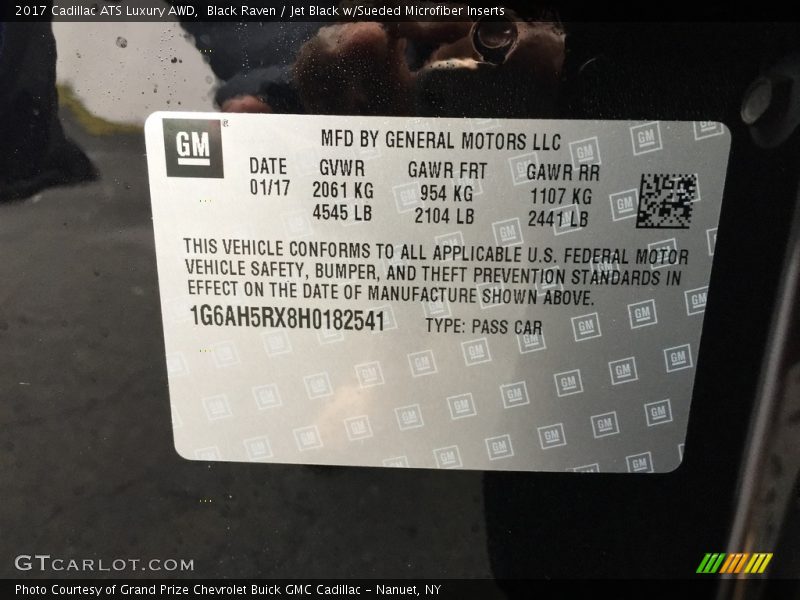 2017 Cadillac ATS Luxury AWD, Black Raven / Jet Black w/Sueded Microfiber Inserts
GM
MFD BY GENERAL MOTORS LLC
DATE GVWR GAWR FRT GAWR RR
01/17 2061 KG 954 KG 1107 KG
4545 LB 2104 LB 2441 LB
THIS VEHICLE CONFORMS TO ALL APPLICABLE U.S. FEDERAL MOTOR
VEHICLE SAFETY, BUMPER, AND THEFT PREVENTION STANDARDS IN
EFFECT ON THE DATE OF MANUFACTURE SHOWN ABOVE.
1G6AH5RX8H0182541 TYPE: PASS CAR
GTCARLOT.COM
Photo Courtesy of Grand Prize Chevrolet Buick GMC Cadillac - Nanuet, NY